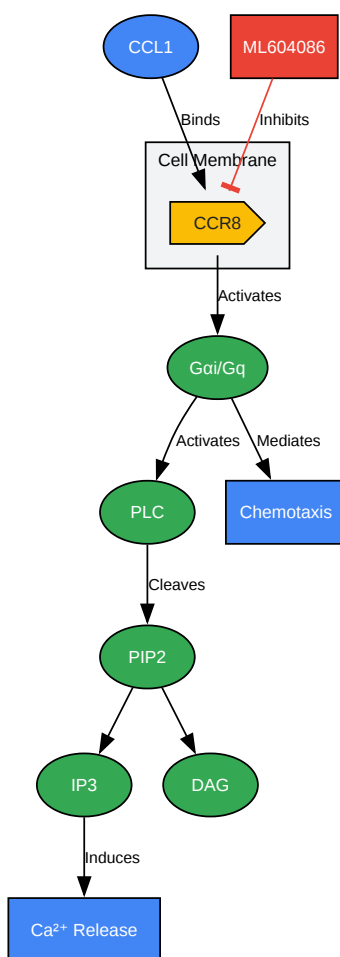 CCL1
ML604086
Binds
Inhibits
Cell Membrane
CCR8
Activates
Gαi/Gq
Activates
Mediates
PLC
Chemotaxis
Cleaves
PIP2
IP3
DAG
Induces
Ca²⁺ Release